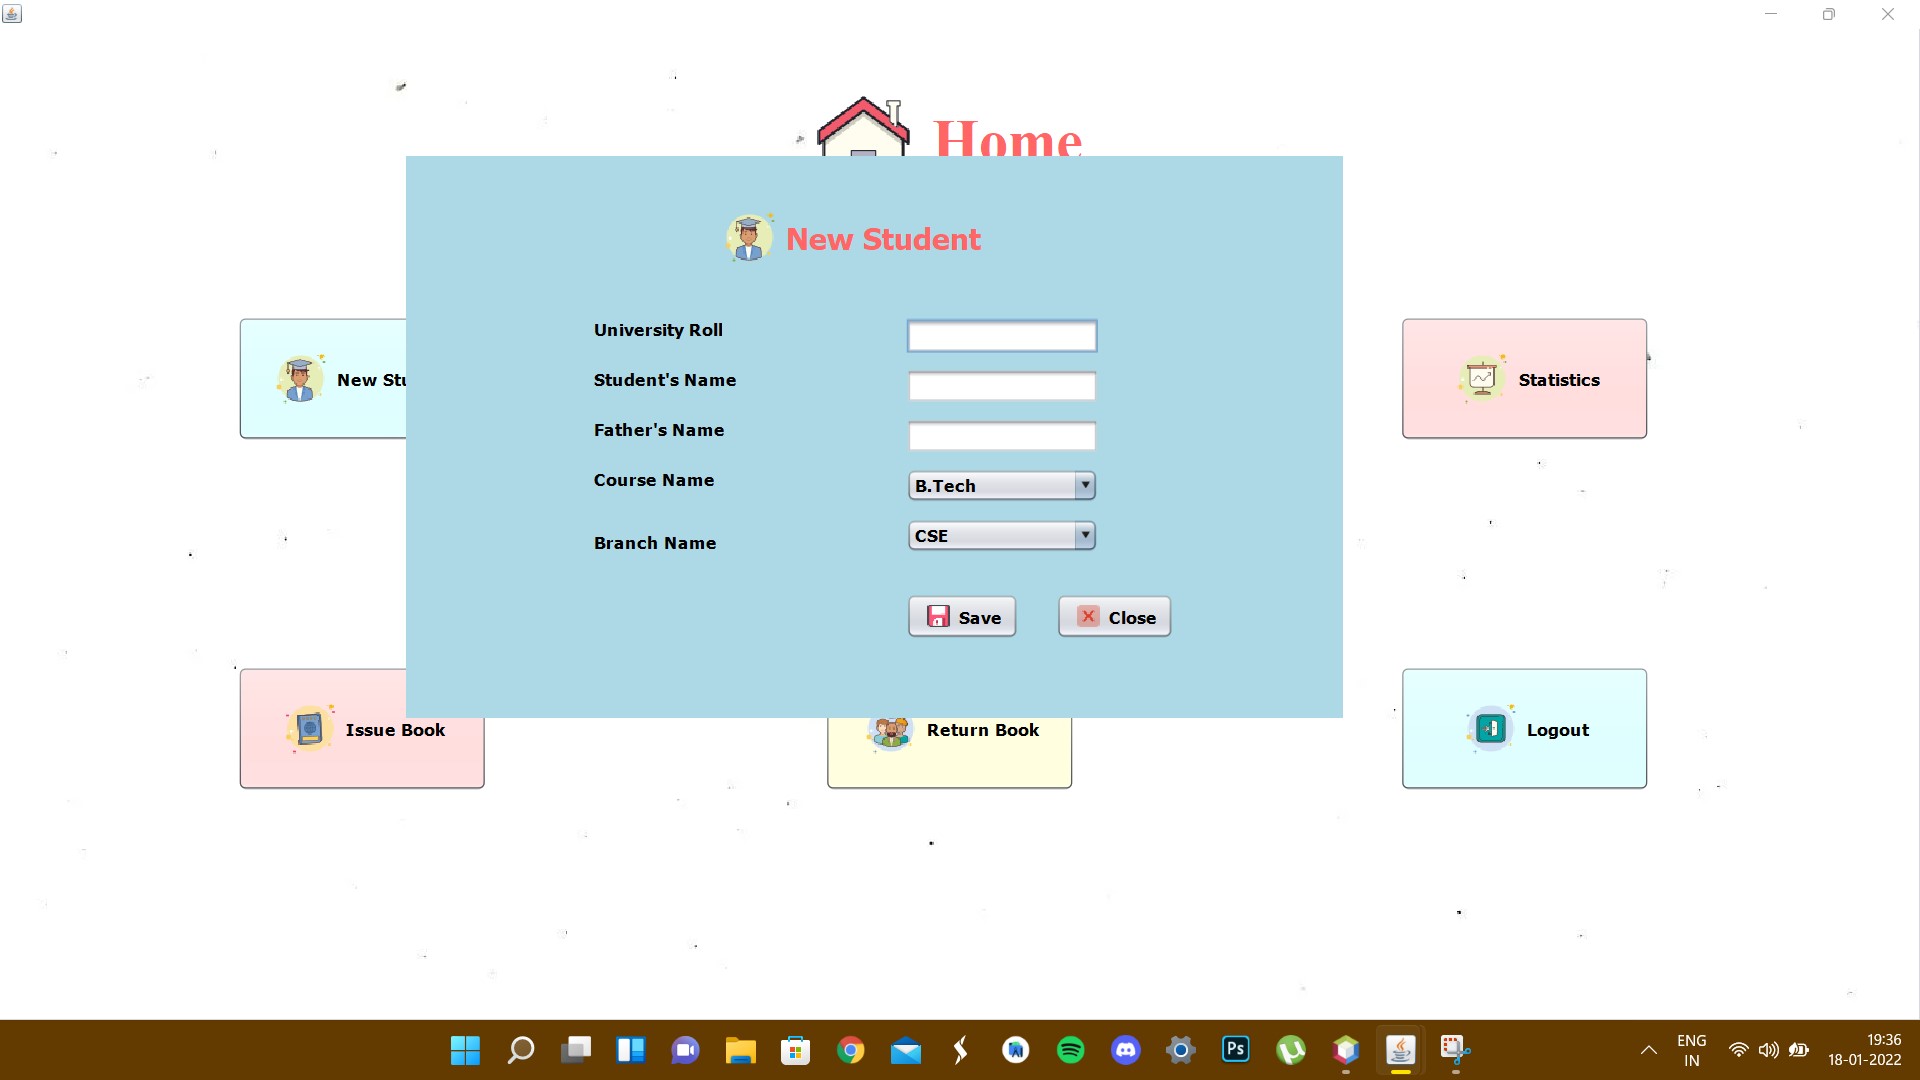 Home
New Student
University Roll
Student's Name
Father's Name
Course Name
B.Tech
Branch Name
CSE
Save
Close
New Stu
Statistics
Issue Book
Return Book
Logout
Ps
ENG
IN
19:36
18-01-2022